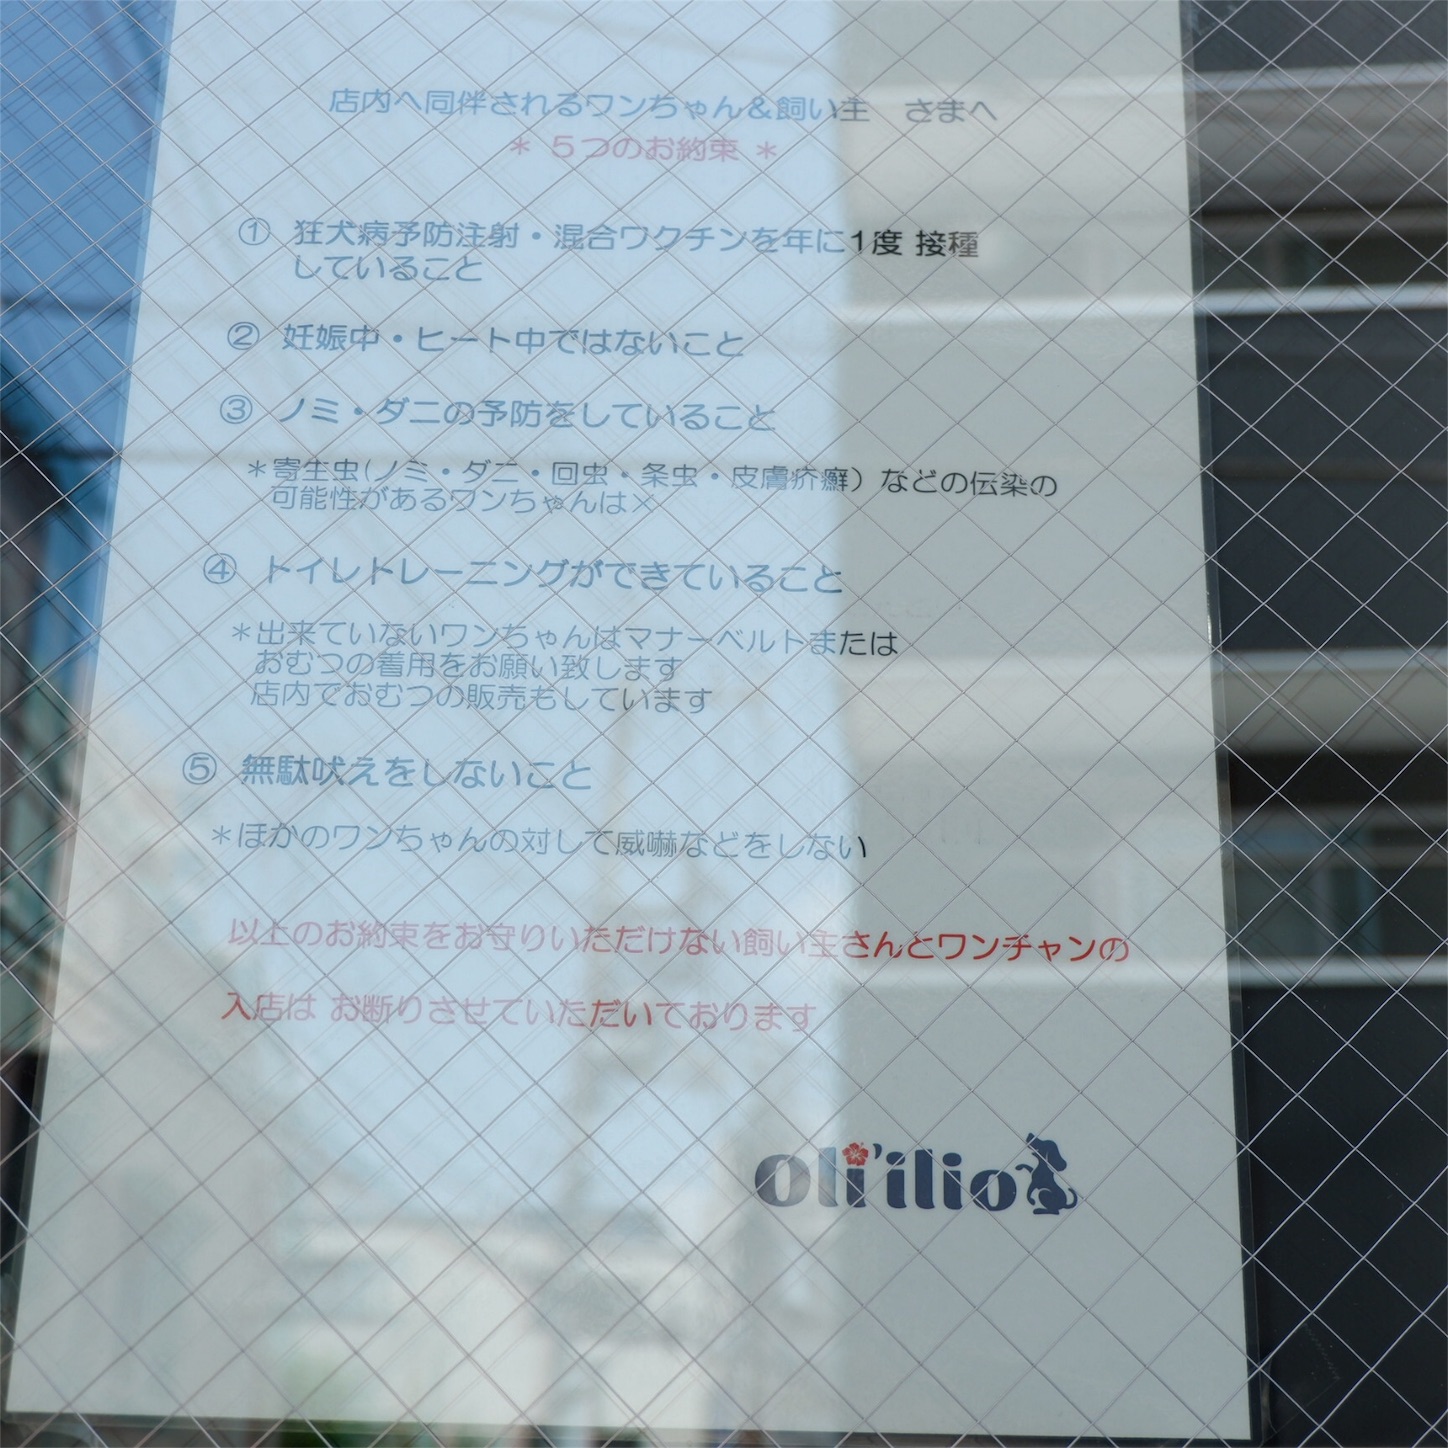 店内へ同伴されるワンちゃん&飼い主　さまへ
＊ ５つのお約束 ＊
① 狂犬病予防注射・混合ワクチンを年に1度 接種
していること
② 妊娠中・ヒート中ではないこと
③ ノミ・ダニの予防をしていること
＊寄生虫(ノミ・ダニ・回虫・条虫・皮膚疥癬）などの伝染の
可能性があるワンちゃんは×
④ トイレトレーニングができていること
＊出来ていないワンちゃんはマナーベルトまたは
おむつの着用をお願い致します
店内でおむつの販売もしています
⑤ 無駄吠えをしないこと
＊ほかのワンちゃんの対して威嚇などをしない
以上のお約束をお守りいただけない飼い主さんとワンチャンの
入店は お断りさせていただいております
Oli'ilio